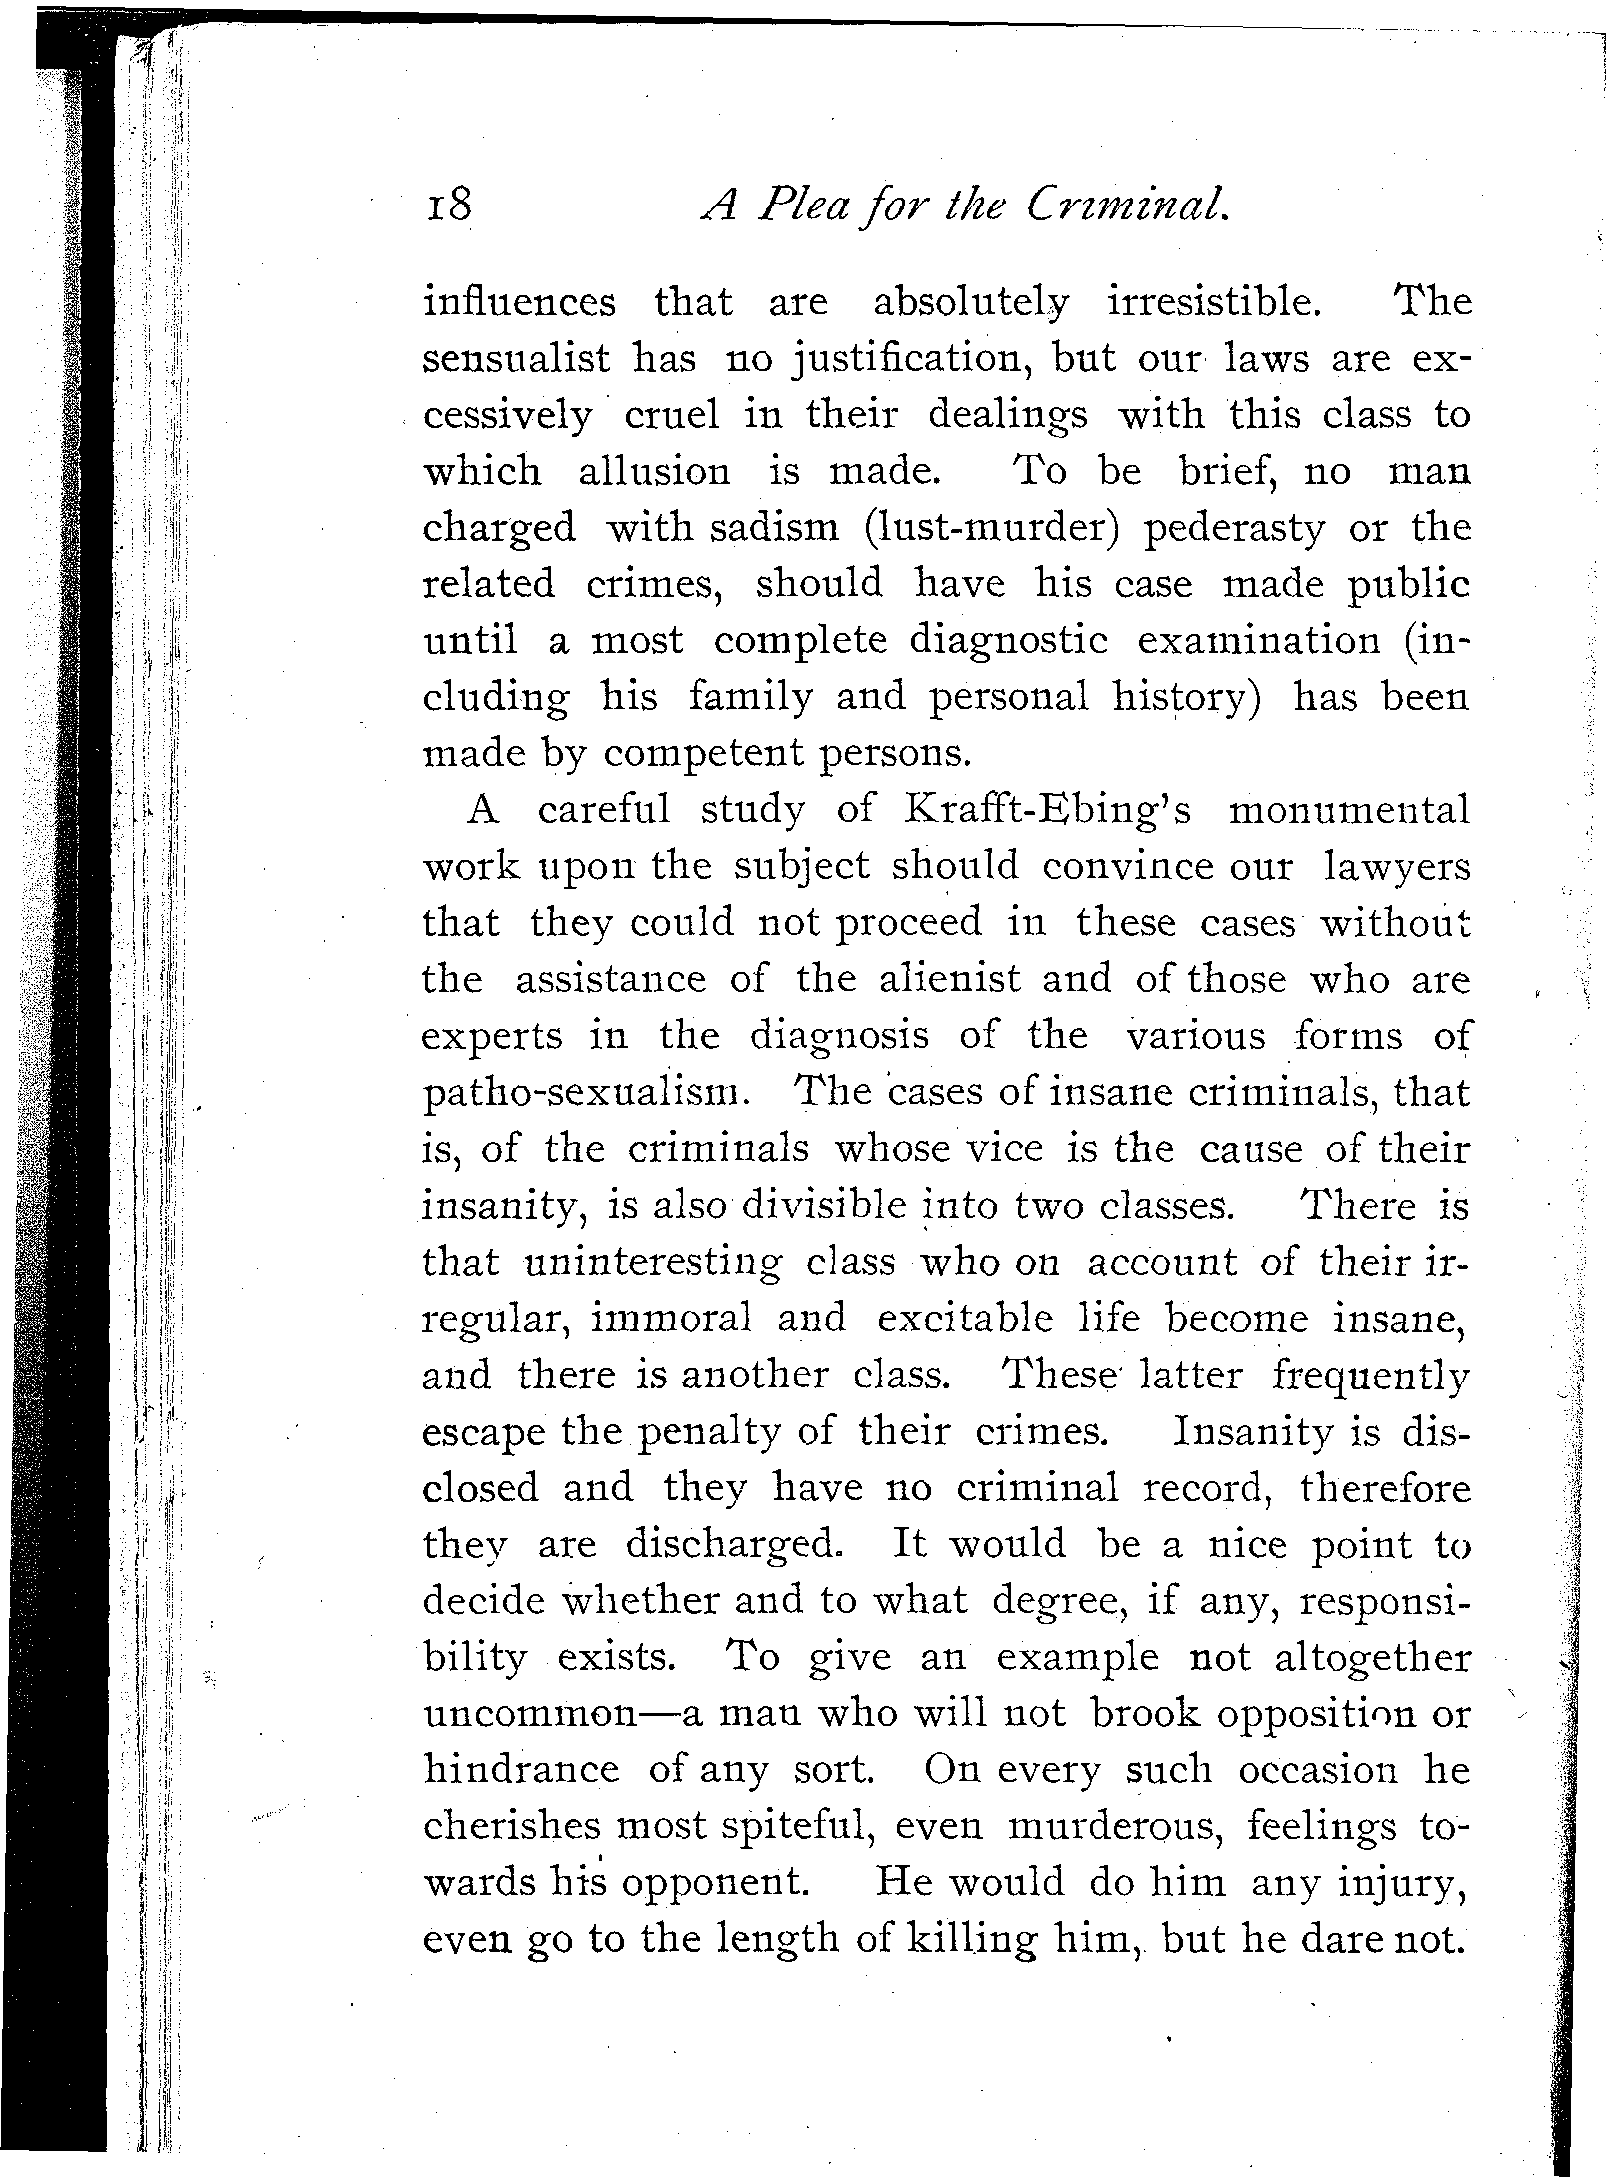 18 A Plea for the Criminal.
influences that are absolutely irresistible. The
sensualist has no justification, but our laws are ex-
cessively cruel in their dealings with this class to
which allusion is made. To be brief, no man
charged with sadism (lust-murder) pederasty or the
related crimes, should have his case made public
until a most complete diagnostic examination (in-
cluding his family and personal history) has been
made by competent persons.
A careful study of Krafft-Ebing's monumental
work upon the subject should convince our lawyers
that they could not proceed in these cases without
the assistance of the alienist and of those who are
experts in the diagnosis of the various forms of
patho-sexualism. The cases of insane criminals, that
is, of the criminals whose vice is the cause of their
insanity, is also divisible into two classes. There is
that uninteresting class who on account of their ir-
regular, immoral and excitable life become insane,
and there is another class. These latter frequently
escape the penalty of their crimes. Insanity is dis-
closed and they have no criminal record, therefore
they are discharged. It would be a nice point to
decide whether and to what degree, if any, responsi-
bility exists. To give an example not altogether
uncommon—a man who will not brook opposition or
hindrance of any sort. On every such occasion he
cherishes most spiteful, even murderous, feelings to-
wards his opponent. He would do him any injury,
even go to the length of killing him, but he dare not.